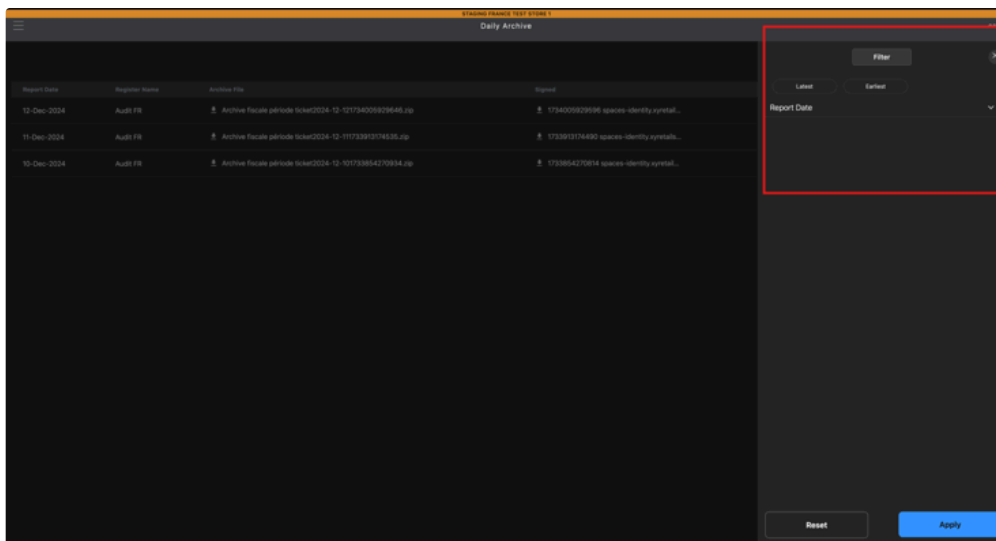 STAGING FRANCE TEST STORE 1
Daily Archive
Filter
Latest Earliest
Report Date
Report Date Register Name Archive File Signed
12-Dec-2024 Audit FR Archive fiscale période ticket2024-12-121734005929646.zip 1734005929596 spaces-identity.xyretail...
11-Dec-2024 Audit FR Archive fiscale période ticket2024-12-111733913174535.zip 1733913174490 spaces-identity.xyretails...
10-Dec-2024 Audit FR Archive fiscale période ticket2024-12-101733854270934.zip 1733854270914 spaces-identity.xyretail...
Reset Apply